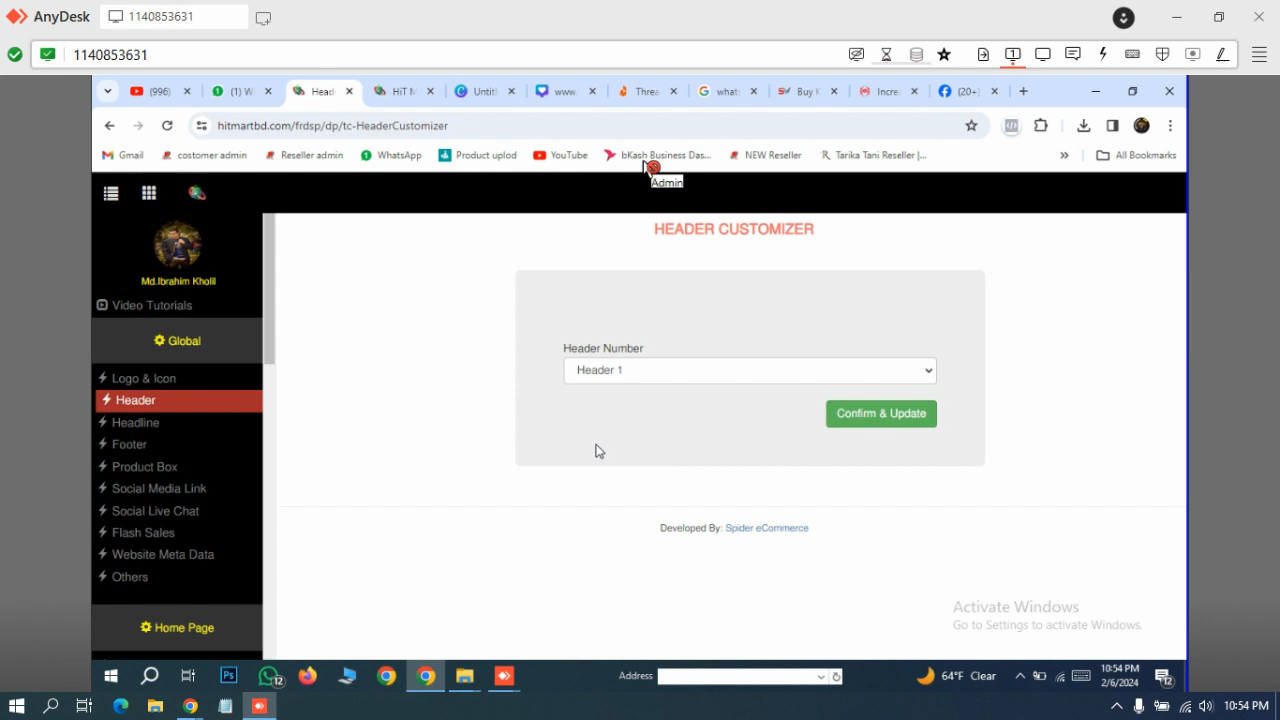 AnyDesk
1140853631
1140853631
(996)
(1) W
Head
HiT M
Untitl
www.
Threa
what:
Buy K
Incre
(20+)
hitmartbd.com/frdsp/dp/tc-HeaderCustomizer
Gmail
costomer admin
Reseller admin
WhatsApp
Product uplod
YouTube
bKash Business Das...
NEW Reseller
Tarika Tani Reseller |...
All Bookmarks
Admin
Md.Ibrahim Kholil
Video Tutorials
Global
Logo & Icon
Header
Headline
Footer
Product Box
Social Media Link
Social Live Chat
Flash Sales
Website Meta Data
Others
Home Page
HEADER CUSTOMIZER
Header Number
Header 1
Confirm & Update
Developed By: Spider eCommerce
Activate Windows
Go to Settings to activate Windows.
Address
64°F Clear
10:54 PM
2/6/2024
10:54 PM